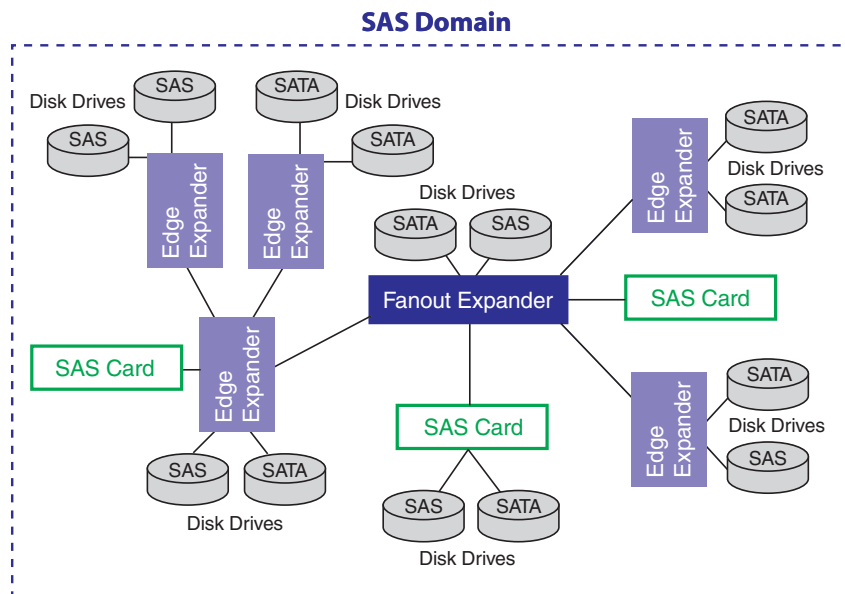 SAS Domain
SAS
SATA
Disk Drives
Disk Drives
SAS
SATA
Edge
Expander
Edge
Expander
Disk Drives
SATA
SAS
Edge
Expander
SATA
Disk Drives
SATA
Fanout Expander
SAS Card
SAS Card
Edge
Expander
SAS Card
Edge
Expander
SATA
Disk Drives
SAS
SAS
SATA
Disk Drives
SAS
SATA
Disk Drives